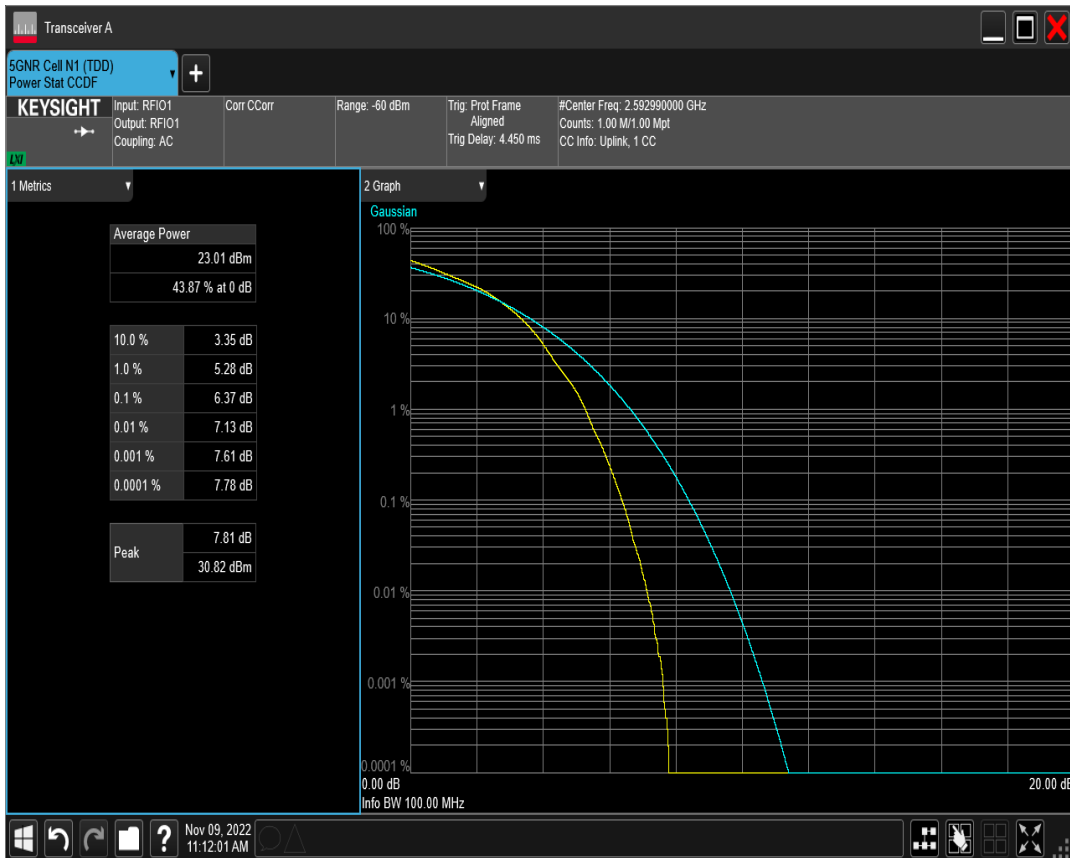 Transceiver A
5GNR Cell N1 (TDD)
Power Stat CCDF
+
KEYSIGHT
LXI
Input: RFIO1
Output: RFIO1
Coupling: AC
Corr CCorr
Range: -60 dBm
Trig: Prot Frame
Aligned
Trig Delay: 4.450 ms
#Center Freq: 2.592990000 GHz
Counts: 1.00 M/1.00 Mpt
CC Info: Uplink, 1 CC
1 Metrics
Average Power
23.01 dBm
43.87 % at 0 dB
10.0 % 3.35 dB
1.0 % 5.28 dB
0.1 % 6.37 dB
0.01 % 7.13 dB
0.001 % 7.61 dB
0.0001 % 7.78 dB
Peak
7.81 dB
30.82 dBm
2 Graph
Gaussian
100 %
10 %
1 %
0.1 %
0.01 %
0.001 %
0.0001 %
0.00 dB 20.00 dB
Info BW 100.00 MHz
?
Nov 09, 2022
11:12:01 AM